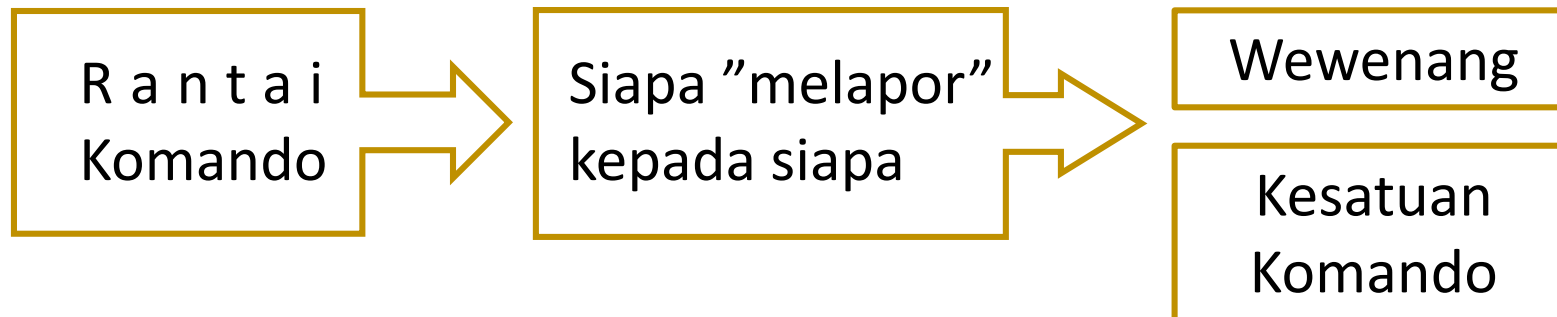 R a n t a i
Komando
Siapa ”melapor”
kepada siapa
Wewenang
Kesatuan
Komando